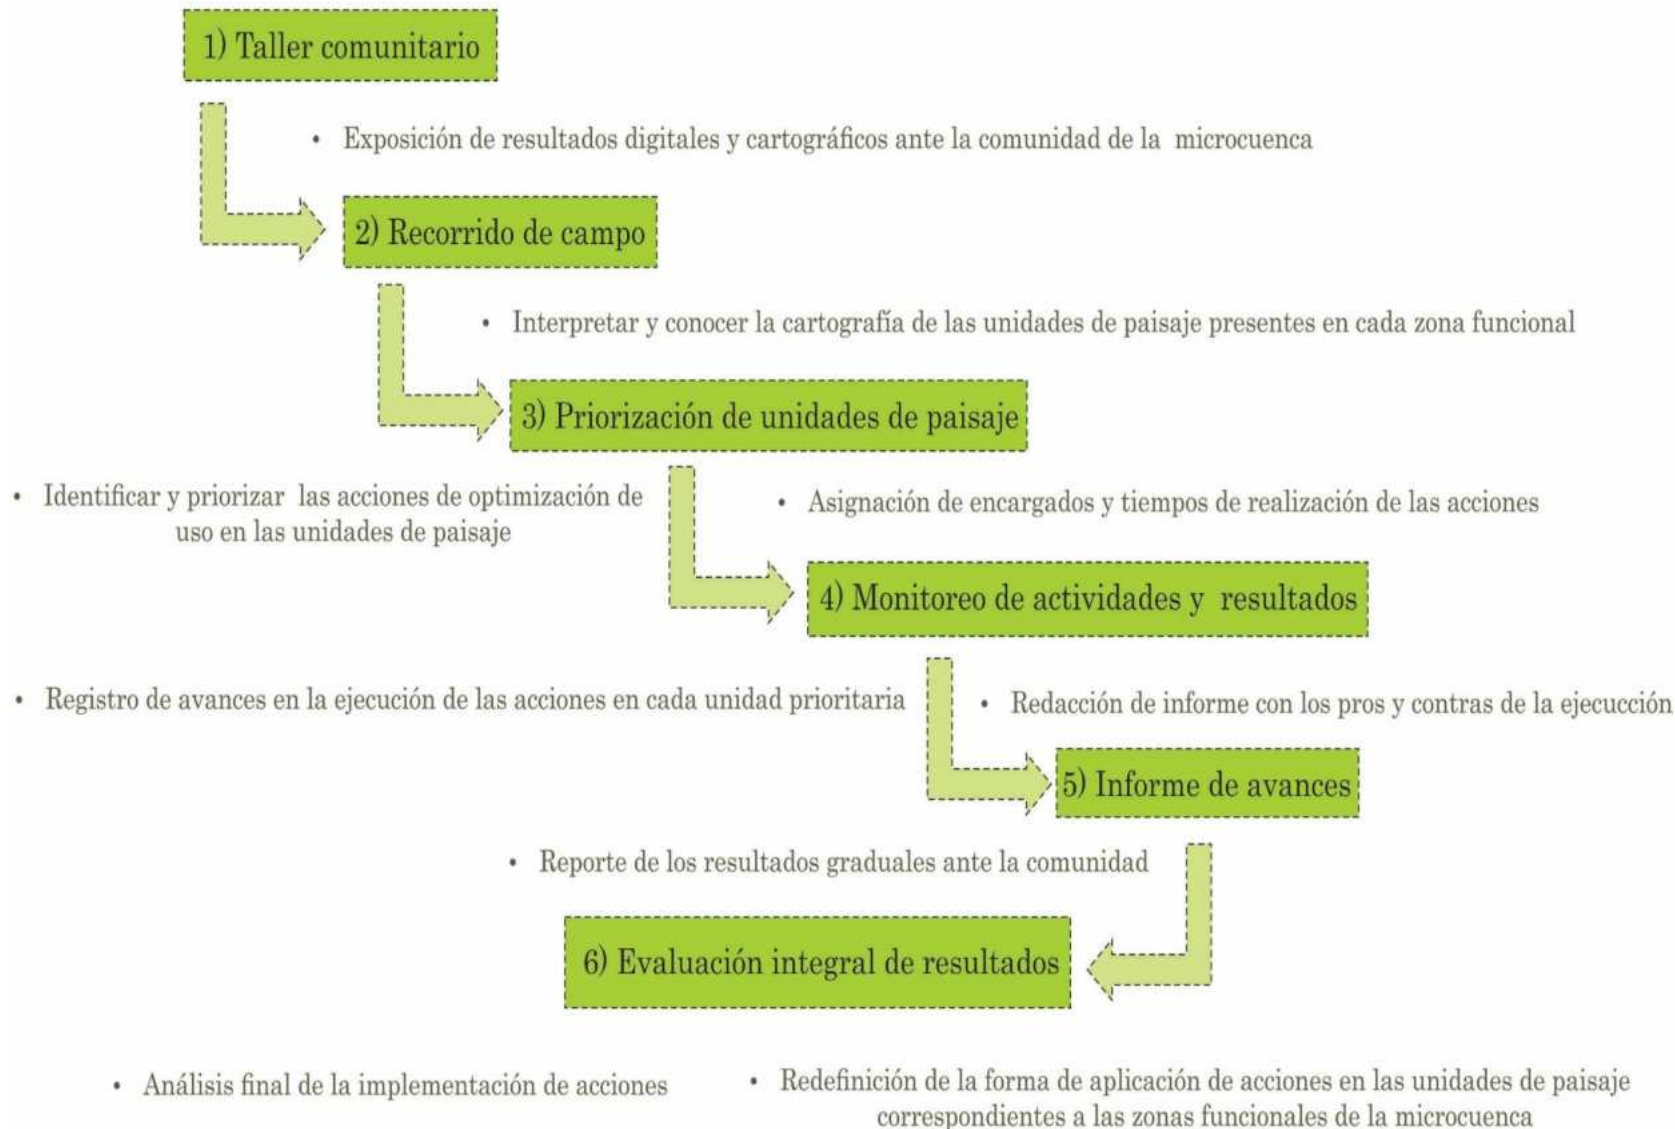 1) Taller comunitario
• Exposición de resultados digitales y cartográficos ante la comunidad de la microcuenca
2) Recorrido de campo
• Interpretar y conocer la cartografía de las unidades de paisaje presentes en cada zona funcional
3) Priorización de unidades de paisaje
• Identificar y priorizar las acciones de optimización de
uso en las unidades de paisaje
• Asignación de encargados y tiempos de realización de las acciones
4) Monitoreo de actividades y resultados
• Registro de avances en la ejecución de las acciones en cada unidad prioritaria
• Redacción de informe con los pros y contras de la ejecucción
5) Informe de avances
• Reporte de los resultados graduales ante la comunidad
6) Evaluación integral de resultados
• Análisis final de la implementación de acciones
• Redefinición de la forma de aplicación de acciones en las unidades de paisaje
correspondientes a las zonas funcionales de la microcuenca